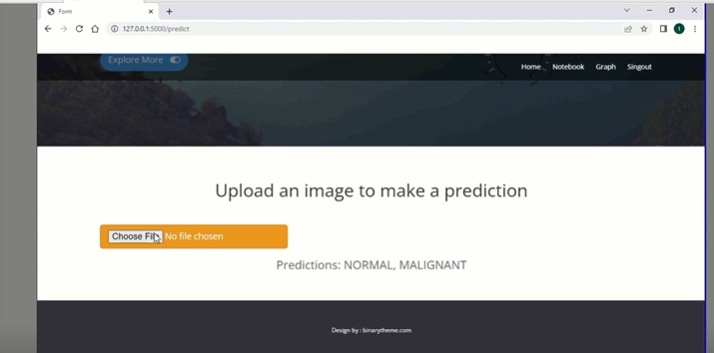 Form
127.0.0.1:5000/predict
Explore More
Home Notebook Graph Singout
Upload an image to make a prediction
Choose File No file chosen
Predictions: NORMAL, MALIGNANT
Design by : binarytheme.com